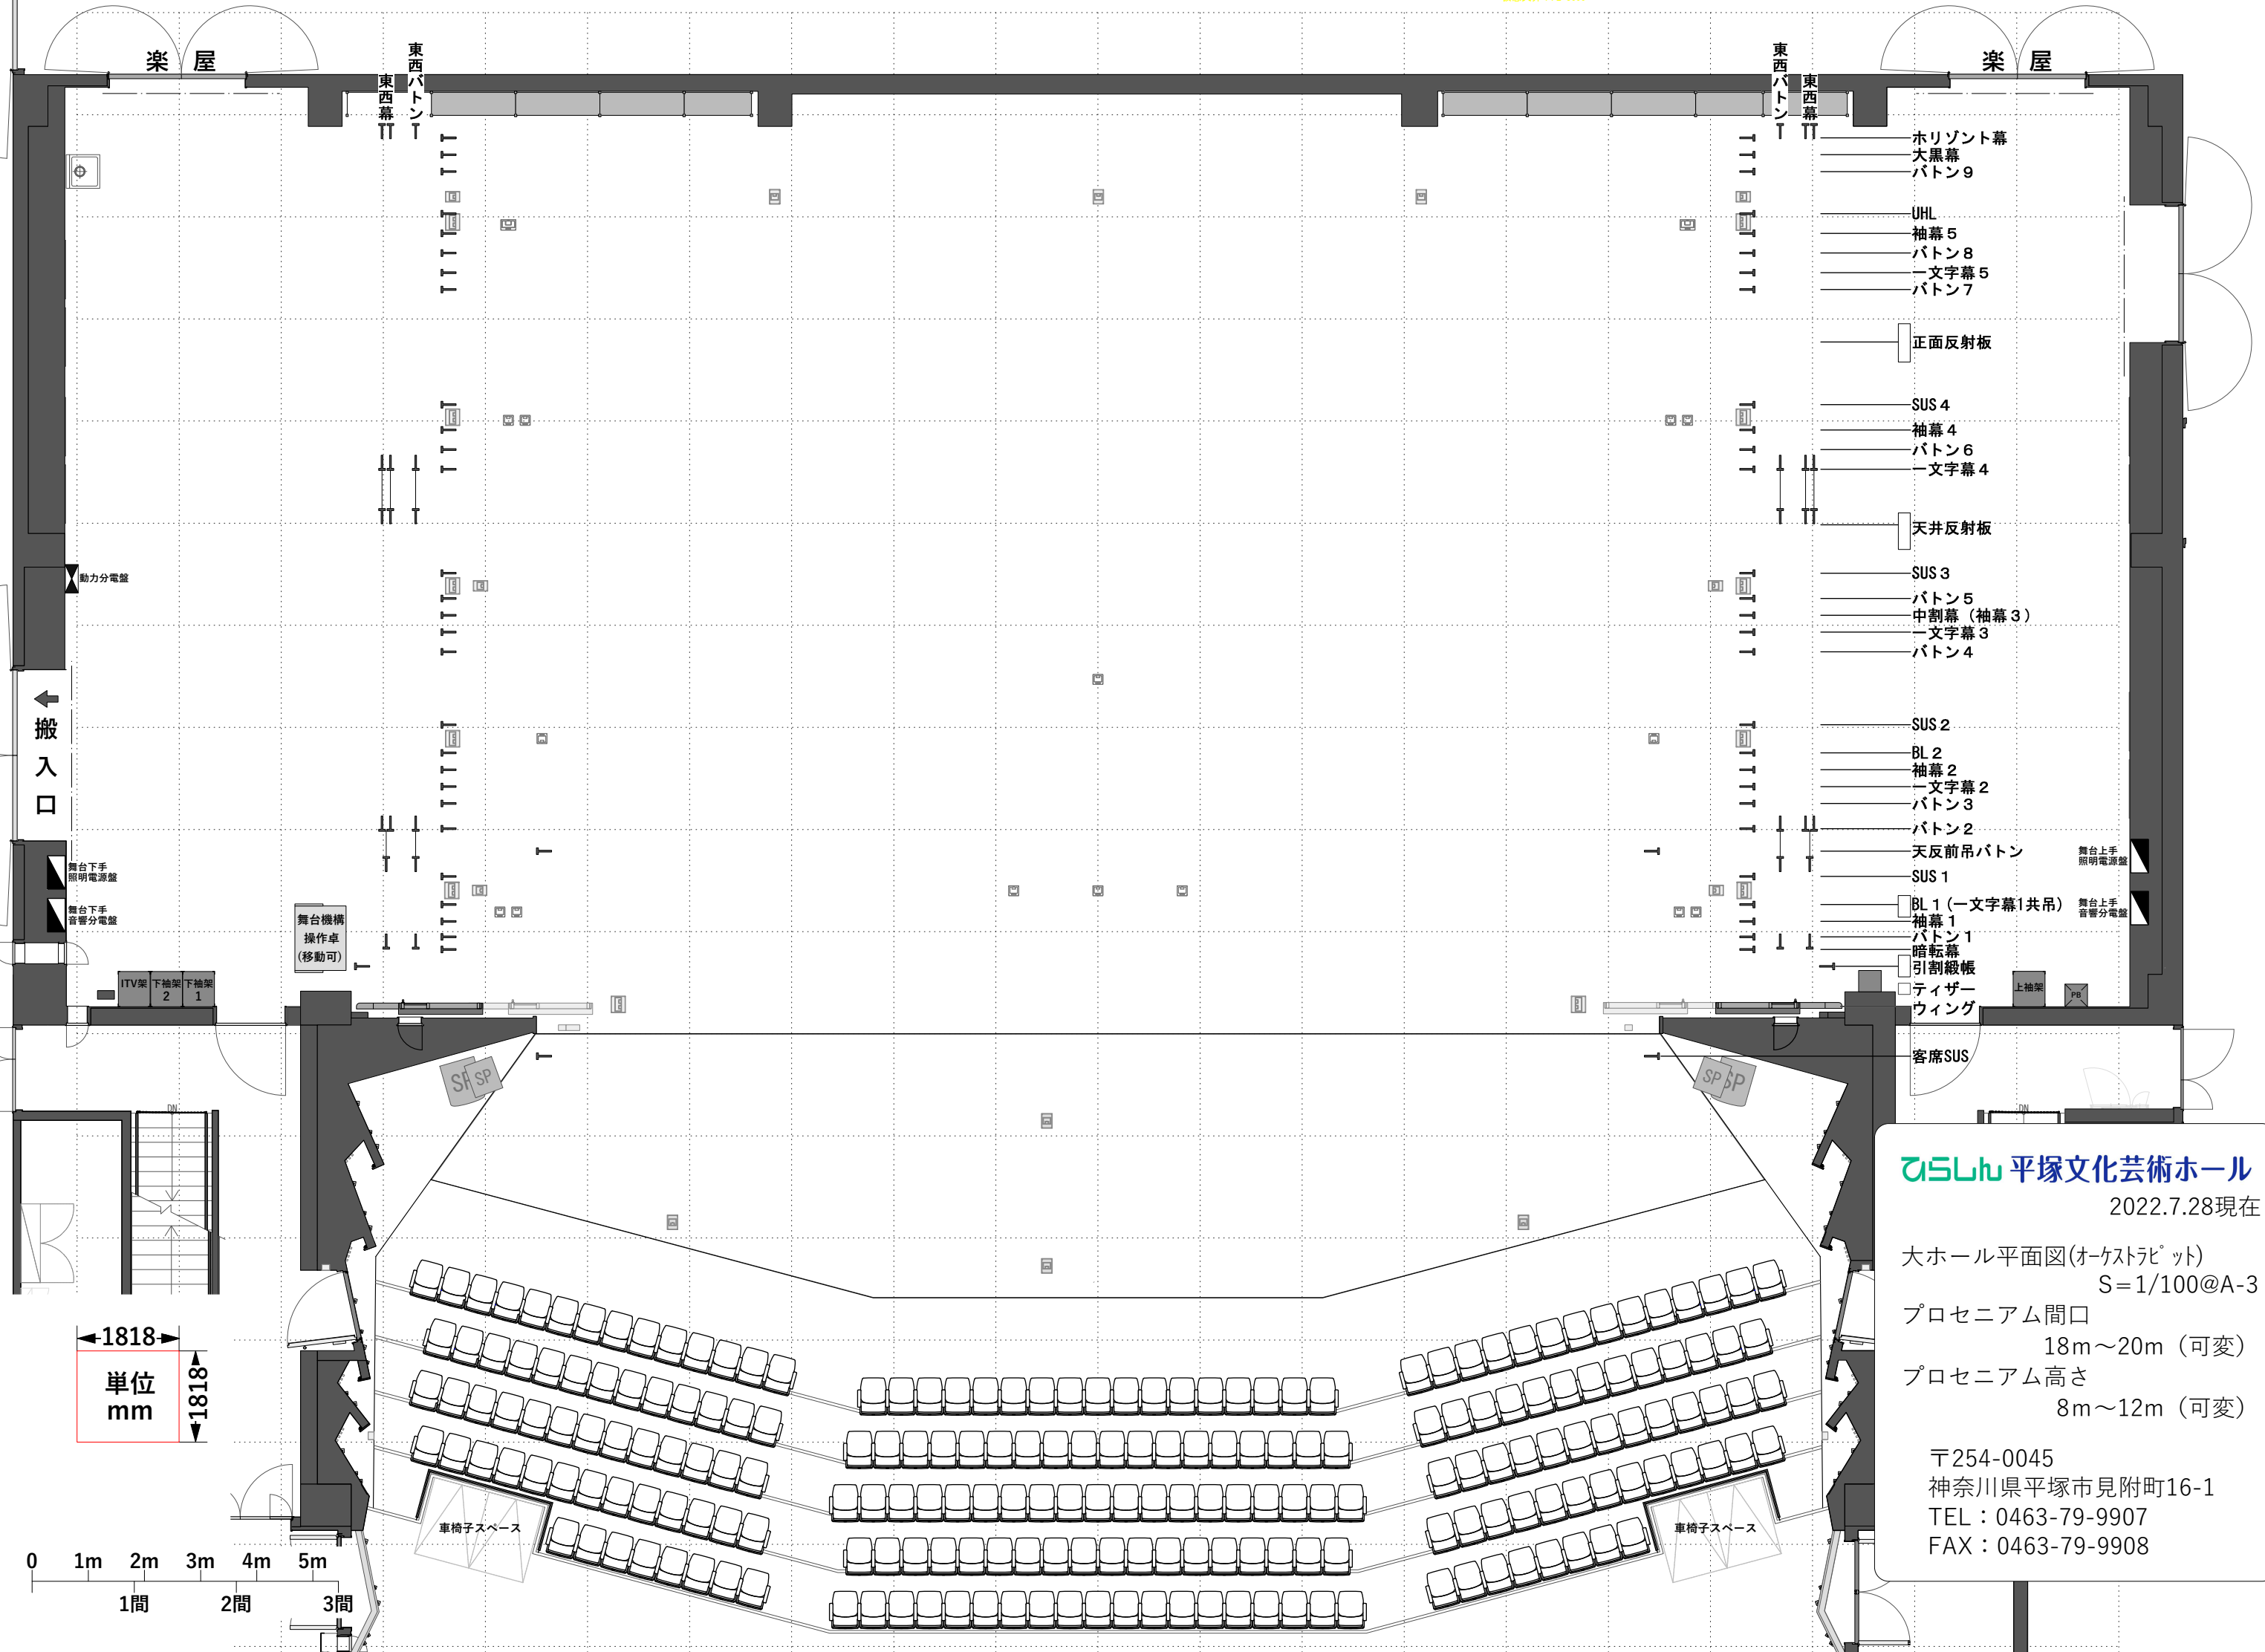 楽屋
東西幕
東西バトン
東西バトン
東西幕
楽屋
ホリゾント幕
大黒幕
バトン9
UHL
袖幕5
バトン8
一文字幕5
バトン7
正面反射板
SUS4
袖幕4
バトン6
一文字幕4
天井反射板
SUS3
バトン5
中割幕（袖幕3）
一文字幕3
バトン4
SUS2
BL2
袖幕2
一文字幕2
バトン3
バトン2
天反前吊バトン
SUS1
BL1(一文字幕1共吊)
袖幕1
バトン1
暗転幕
引割緞帳
ティザー
ウィング
客席SUS
動力分電盤
搬入口
舞台下手
照明電源盤
舞台下手
音響分電盤
舞台機構
操作卓
(移動可)
ITV架
下袖架
2
下袖架
1
舞台上手
照明電源盤
舞台上手
音響分電盤
上袖架
PB
SP
SP
SP
SP
DN
DN
1818
単位
mm
1818
車椅子スペース
車椅子スペース
0 1m 2m 3m 4m 5m
1間 2間 3間
ひらしん 平塚文化芸術ホール
2022.7.28現在
大ホール平面図(ｵｰｹｽﾄﾗﾋﾟｯﾄ)
S=1/100@A-3
プロセニアム間口
18m～20m（可変）
プロセニアム高さ
8m～12m（可変）
〒254-0045
神奈川県平塚市見附町16-1
TEL：0463-79-9907
FAX：0463-79-9908